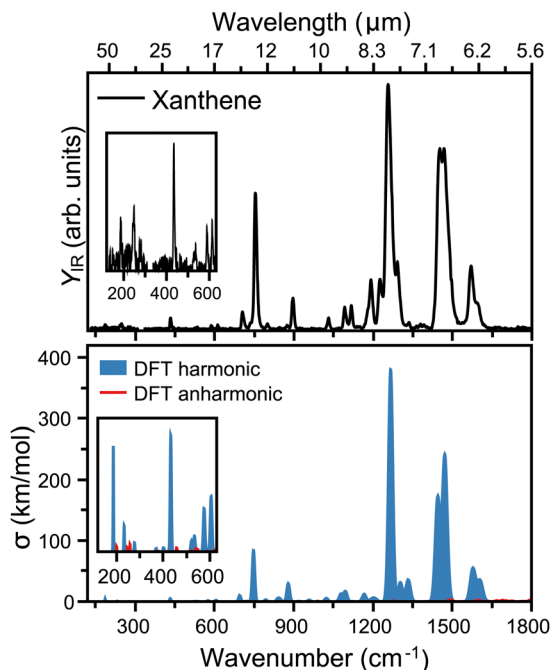 Wavelength (μm)
50 25 17 12 10 8.3 7.1 6.2 5.6
Xanthene
Y_IR (arb. units)
200 400 600
DFT harmonic
DFT anharmonic
σ (km/mol)
400
300
200
100
0
200 400 600
300 600 900 1200 1500 1800
Wavenumber (cm⁻¹)